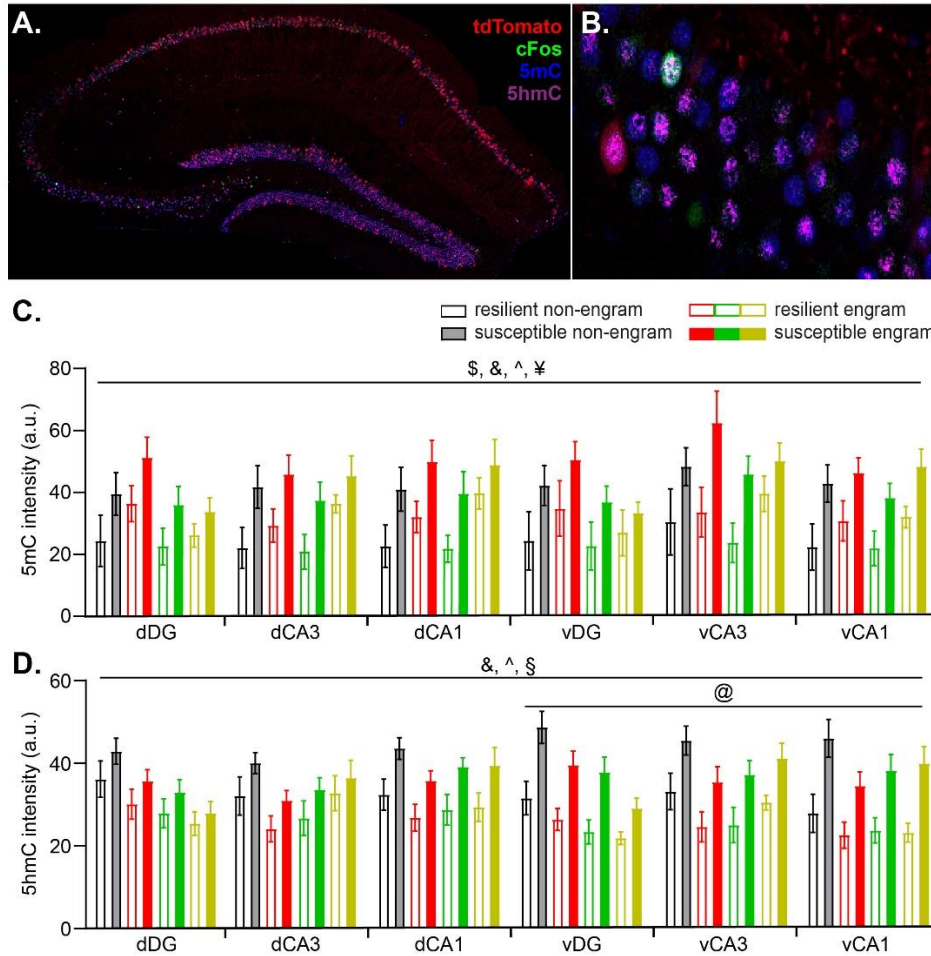 A.
tdTomato
cFos
5mC
5hmC
B.
C.
resilient non-engram
resilient engram
susceptible non-engram
susceptible engram
80
$, &, ^, ¥
60
40
20
0
5mC intensity (a.u.)
dDG dCA3 dCA1 vDG vCA3 vCA1
D.
&, ^, §
@
60
40
20
0
5hmC intensity (a.u.)
dDG dCA3 dCA1 vDG vCA3 vCA1